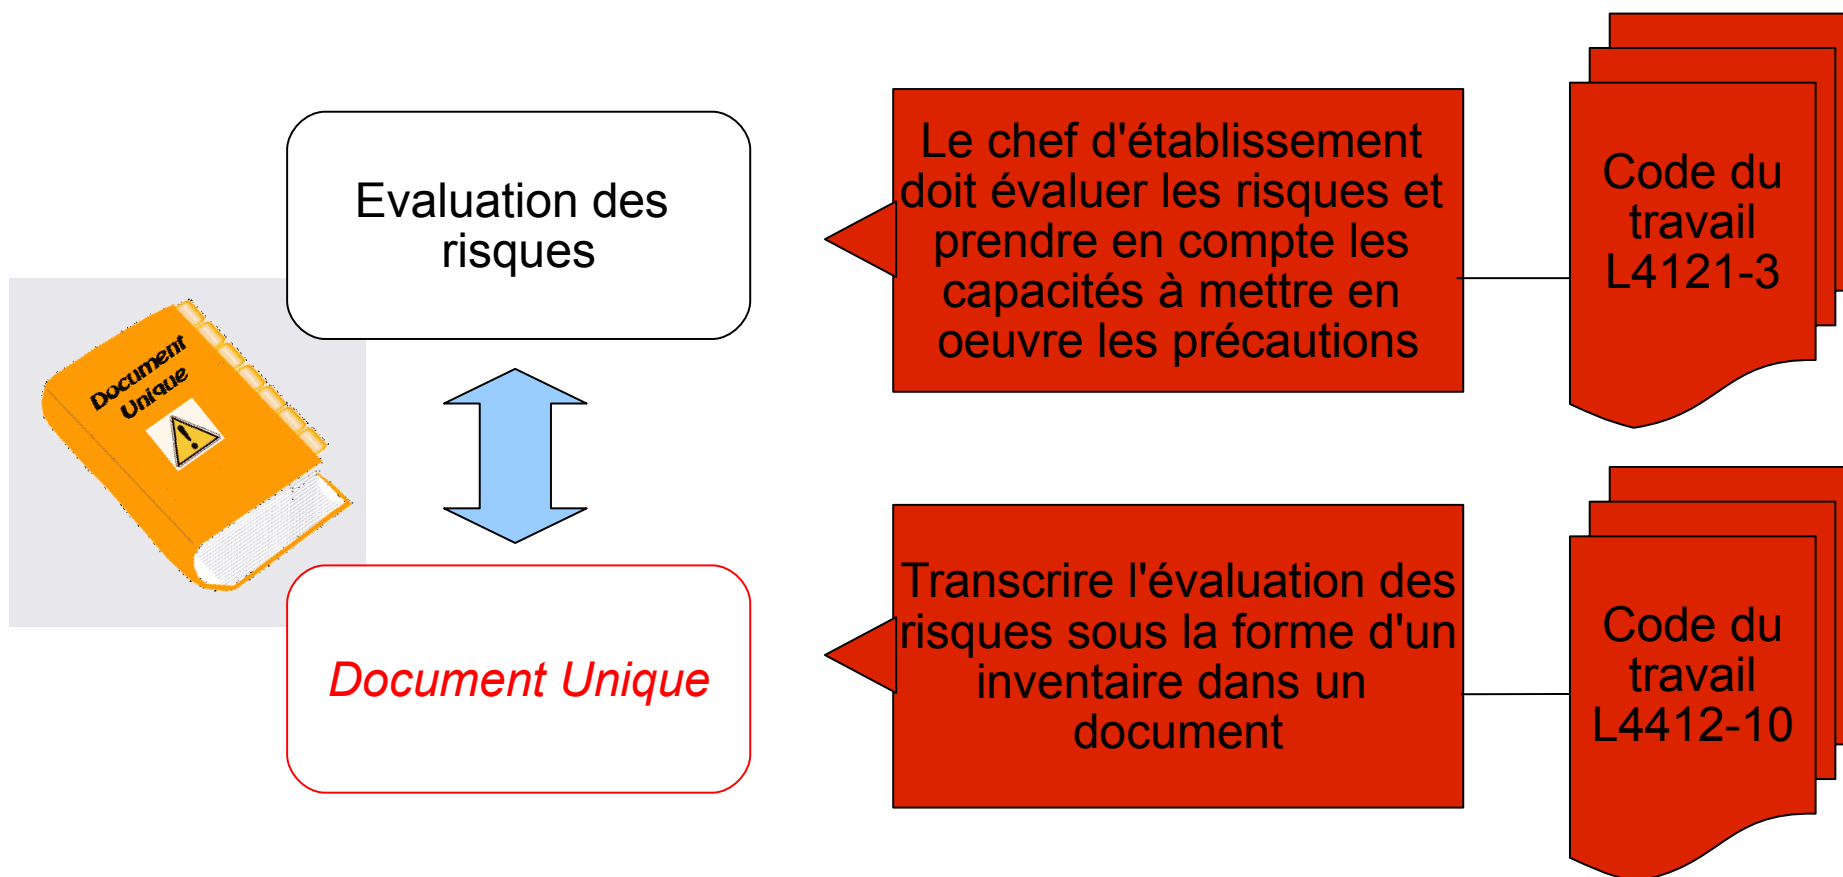 Evaluation des
risques
Le chef d'établissement
doit évaluer les risques et
prendre en compte les
capacités à mettre en
oeuvre les précautions
Code du
travail
L4121-3
Document
Unique
Document Unique
Transcrire l'évaluation des
risques sous la forme d'un
inventaire dans un
document
Code du
travail
L4412-10